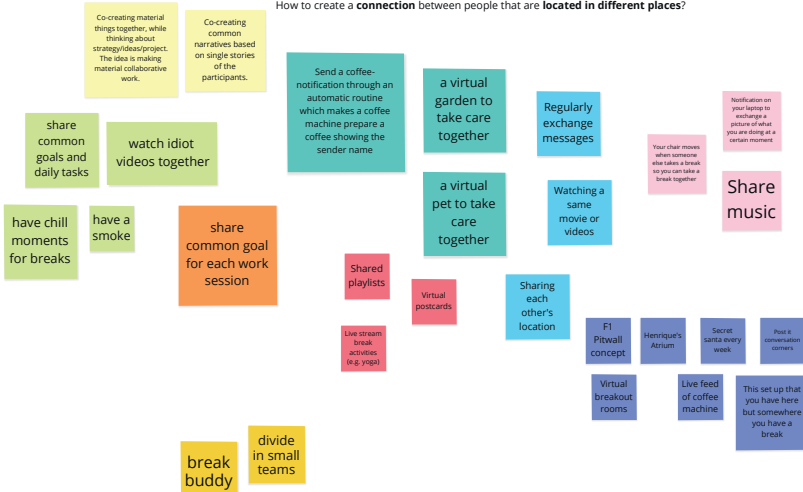 How to create a connection between people that are located in different places?
Co-creating material
things together, while
thinking about
strategy/ideas/project.
The idea is making
material collaborative
work.
Co-creating
common
narratives based
on single stories
of the
participants.
Send a coffee-
notification through an
automatic routine
which makes a coffee
machine prepare a
coffee showing the
sender name
a virtual
garden to
take care
together
Regularly
exchange
messages
Notification on
your laptop to
exchange a
picture of what
you are doing at a
certain moment
share
common
goals and
daily tasks
watch idiot
videos together
Your chair moves
when someone
else takes a break
so you can take a
break together
Share
music
a virtual
pet to take
care
together
Watching a
same
movie or
videos
have chill
moments
for breaks
have a
smoke
share
common goal
for each work
session
Shared
playlists
Virtual
postcards
Sharing
each
other's
location
Live stream
break
activities
(e.g. yoga)
F1
Pitwall
concept
Henrique's
Atrium
Secret
santa every
week
Post it
conversation
corners
Virtual
breakout
rooms
Live feed
of coffee
machine
This set up that
you have here
but somewhere
you have a
break
break
buddy
divide
in small
teams